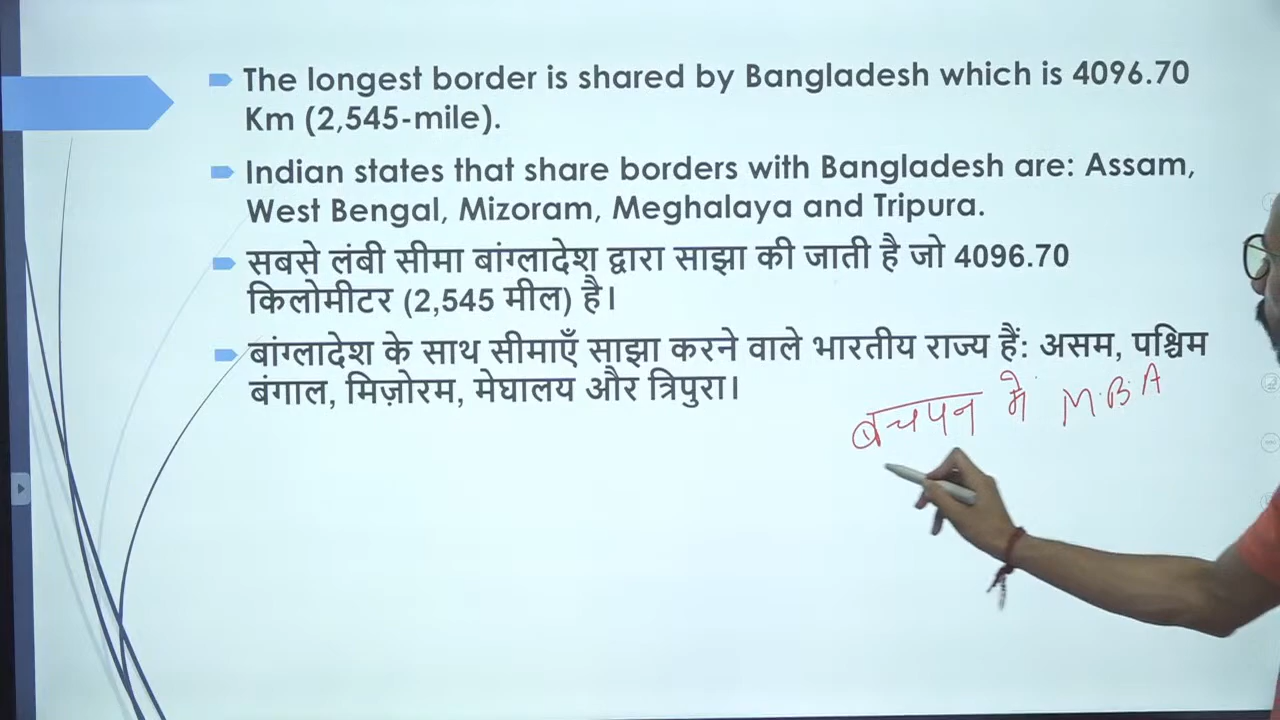 The longest border is shared by Bangladesh which is 4096.70
Km (2,545-mile).
Indian states that share borders with Bangladesh are: Assam,
West Bengal, Mizoram, Meghalaya and Tripura.
सबसे लंबी सीमा बांग्लादेश द्वारा साझा की जाती है जो 4096.70
किलोमीटर (2,545 मील) है।
बांग्लादेश के साथ सीमाएँ साझा करने वाले भारतीय राज्य हैं: असम, पश्चिम
बंगाल, मिज़ोरम, मेघालय और त्रिपुरा।
बचपन में M.B.A